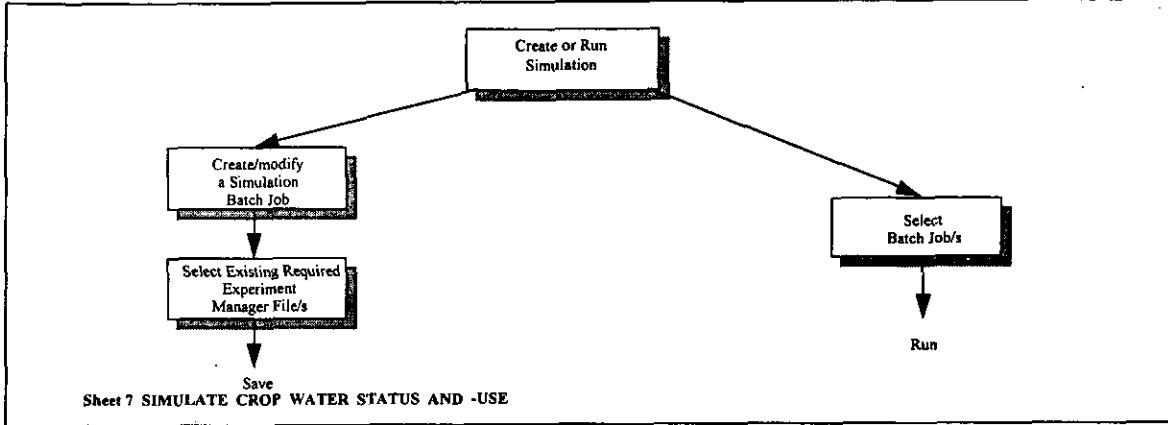 Create or Run
Simulation
Create/modify
a Simulation
Batch Job
Select
Batch Job/s
Select Existing Required
Experiment
Manager File/s
Run
Save
Sheet 7 SIMULATE CROP WATER STATUS AND -USE